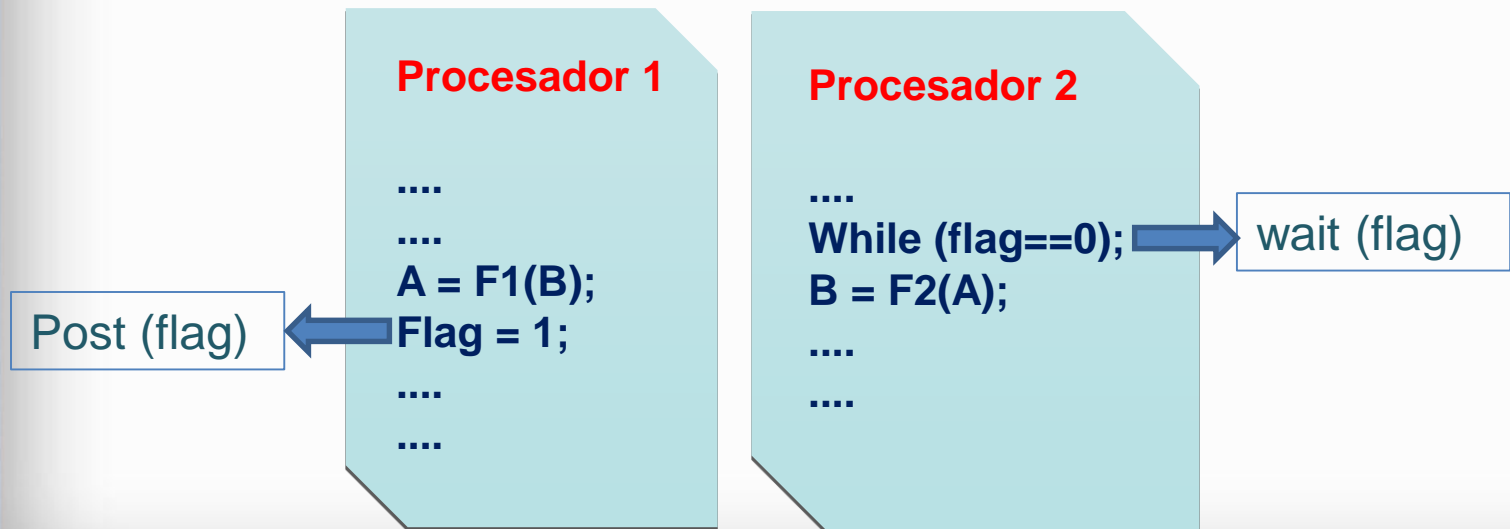 Procesador 1
....
....
A = F1(B);
Flag = 1;
....
....
Post (flag)
Procesador 2
....
While (flag==0);
B = F2(A);
....
....
wait (flag)